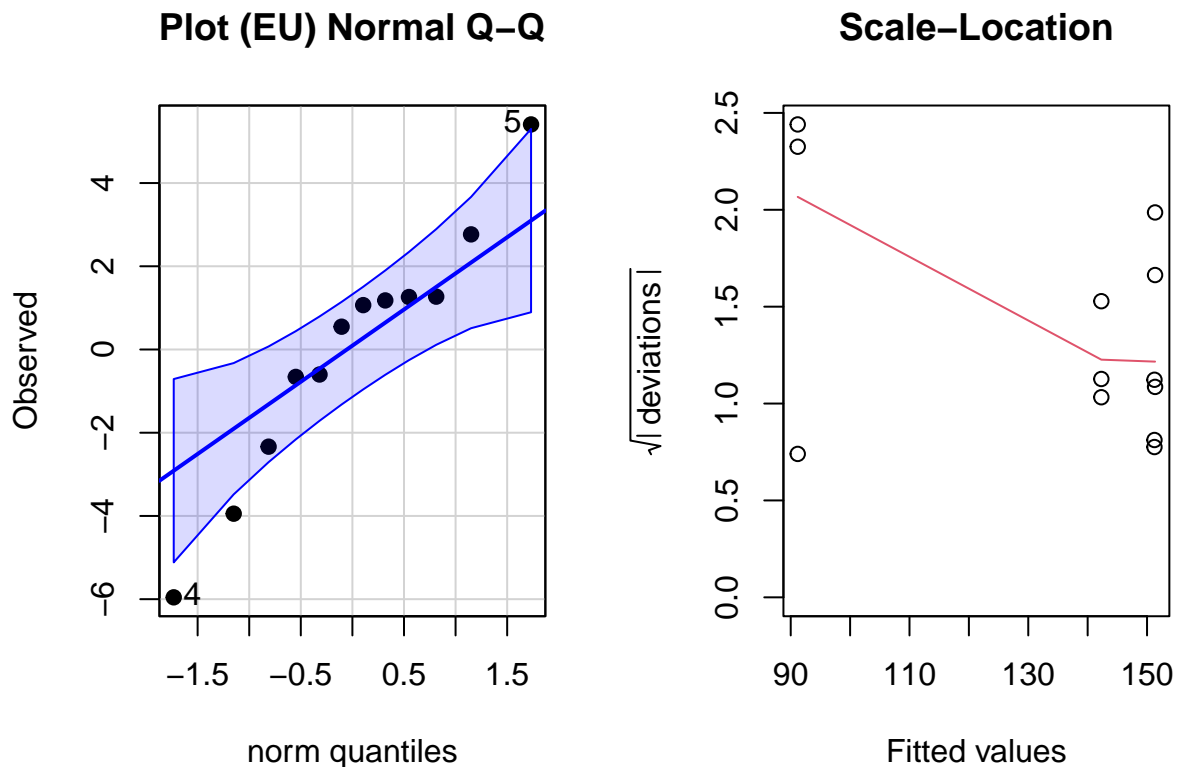 Plot (EU) Normal Q−Q
Observed
4
2
0
−2
−4
−6
5
4
−1.5 −0.5 0.5 1.5
norm quantiles
Scale−Location
√| deviations |
2.5
2.0
1.5
1.0
0.5
0.0
90 110 130 150
Fitted values